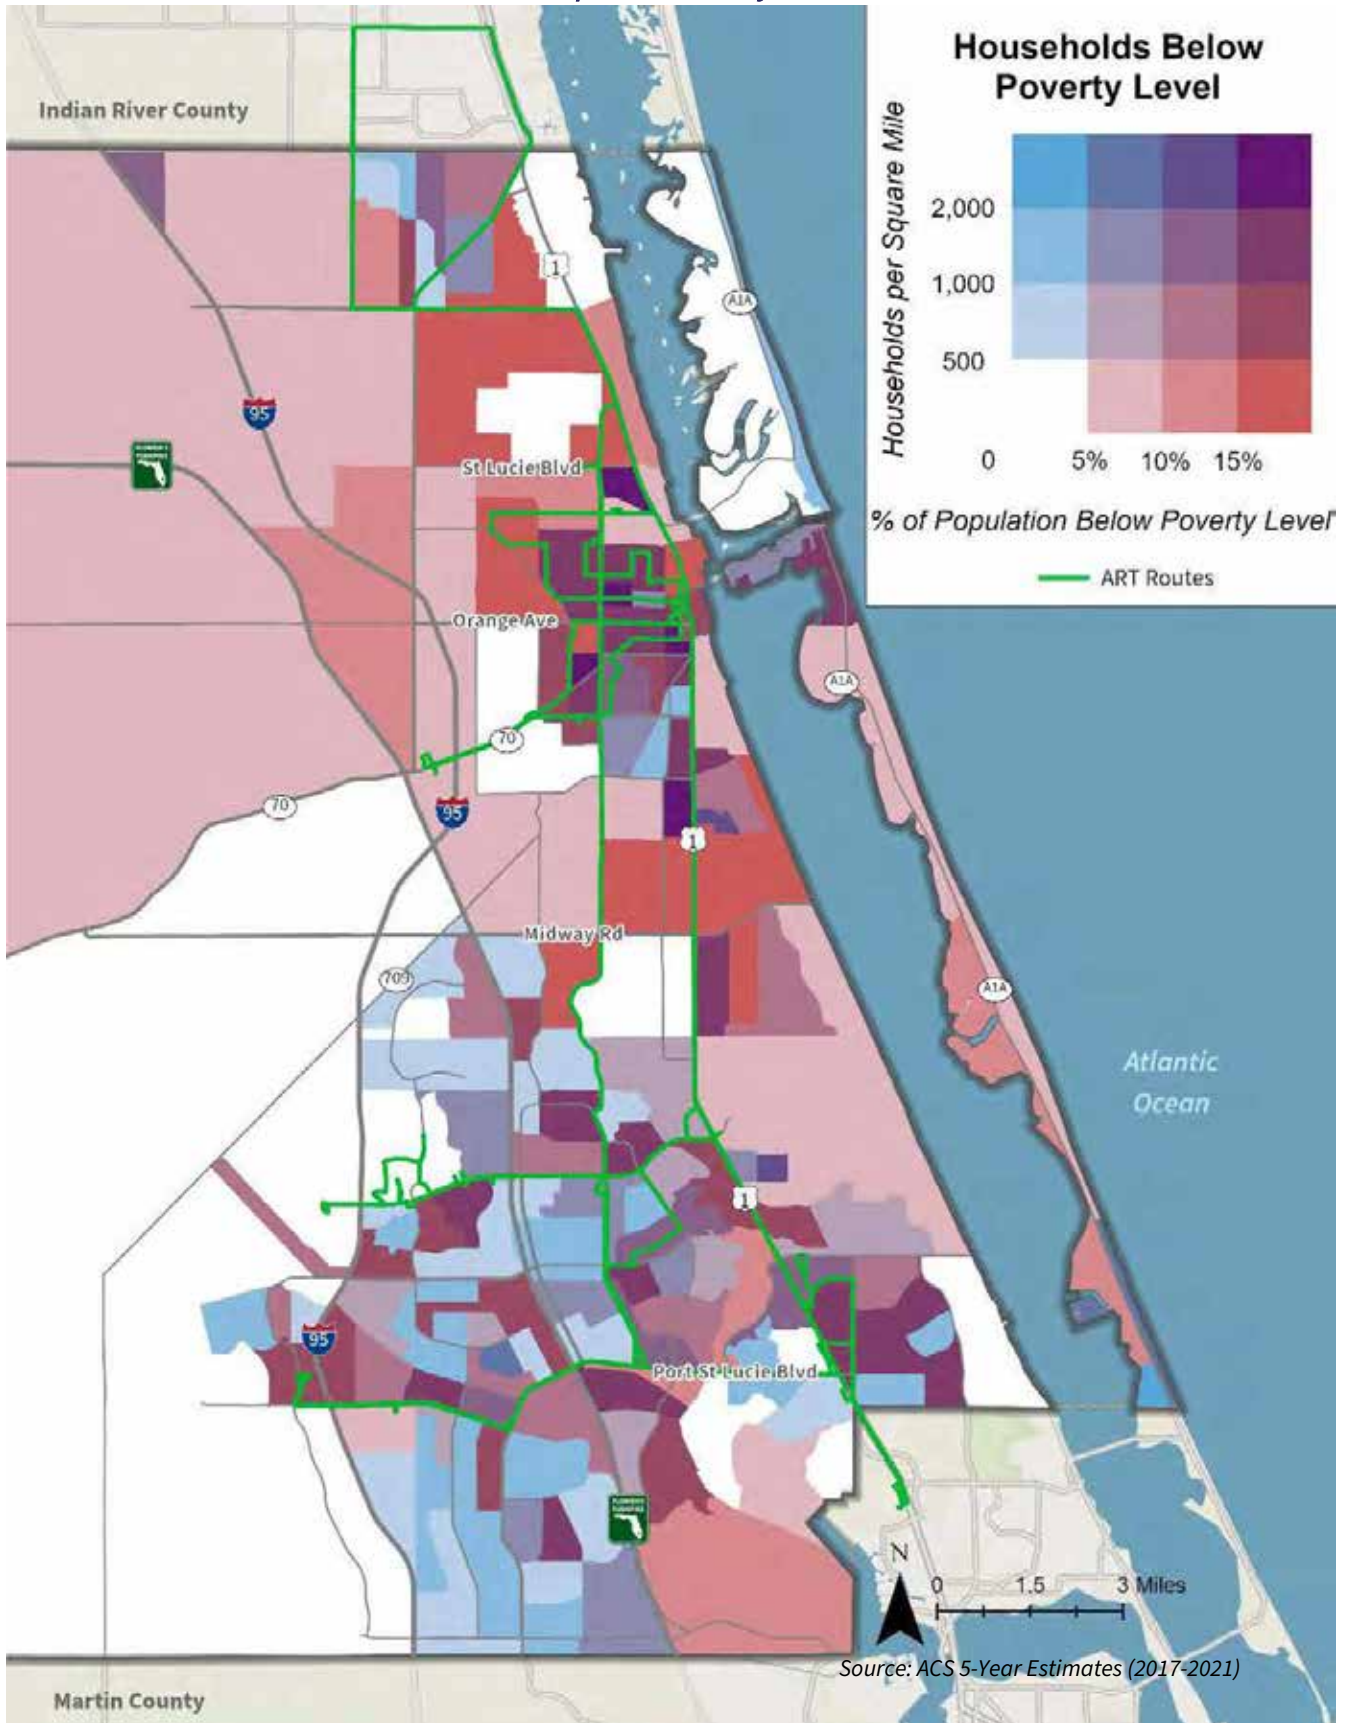 Households Below
Poverty Level
Households per Square Mile
2,000
1,000
500
0 5% 10% 15%
% of Population Below Poverty Level
ART Routes
Indian River County
1
A1A
95
St Lucie Blvd
Orange Ave
A1A
70
70
95
1
Midway Rd
709
A1A
Atlantic
Ocean
1
95
Port St Lucie Blvd
N
0 1.5 3 Miles
Source: ACS 5-Year Estimates (2017-2021)
Martin County